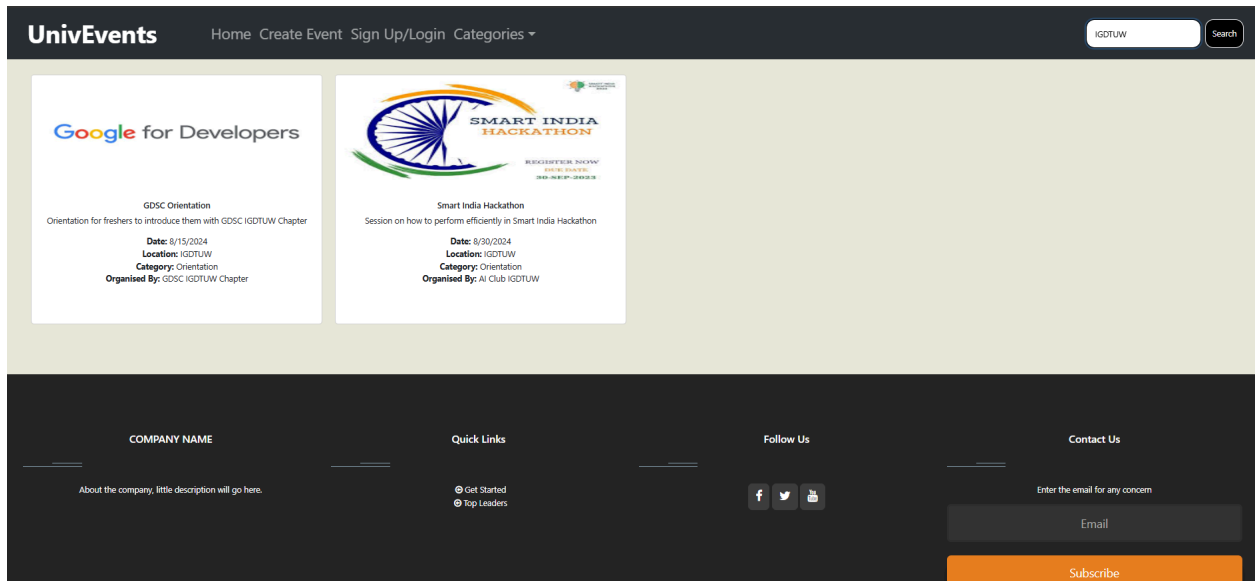 UnivEvents
Home Create Event Sign Up/Login Categories
IGDTUW
Search
Google for Developers
GDSC Orientation
Orientation for freshers to introduce them with GDSC IGDTUW Chapter
Date: 8/15/2024
Location: IGDTUW
Category: Orientation
Organised By: GDSC IGDTUW Chapter
SMART INDIA
HACKATHON
REGISTER NOW
DUE DATE
30-SEP-2023
Smart India Hackathon
Session on how to perform efficiently in Smart India Hackathon
Date: 8/30/2024
Location: IGDTUW
Category: Orientation
Organised By: AI Club IGDTUW
COMPANY NAME
About the company, little description will go here.
Quick Links
Get Started
Top Leaders
Follow Us
Contact Us
Enter the email for any concern
Email
Subscribe